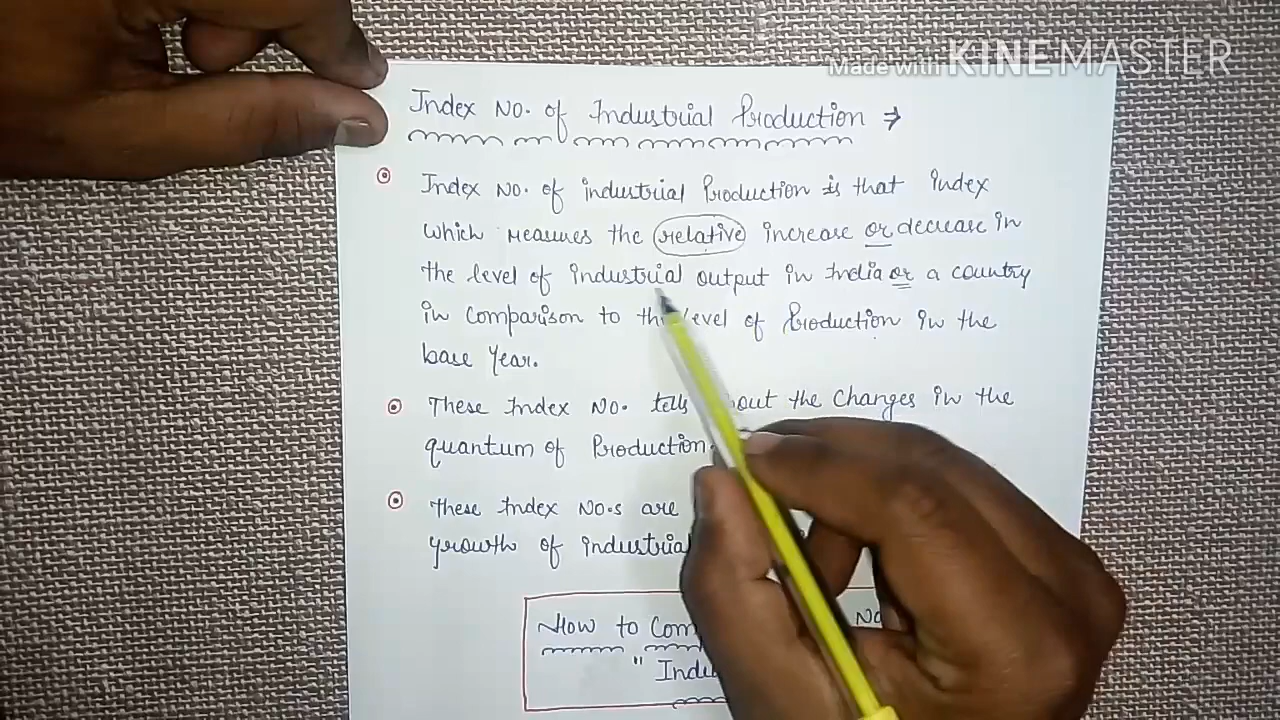 Made with KINEMASTER
Index No. of Industrial Production ⇒
Index No. of industrial Production is that index
which measures the relative increase or decrease in
the level of industrial output in India or a country
in comparison to the level of Production in the
base Year.
These Index No. tells about the Changes in the
quantum of Production.
These Index No.s are
growth of industrial
How to Com No
" Indu